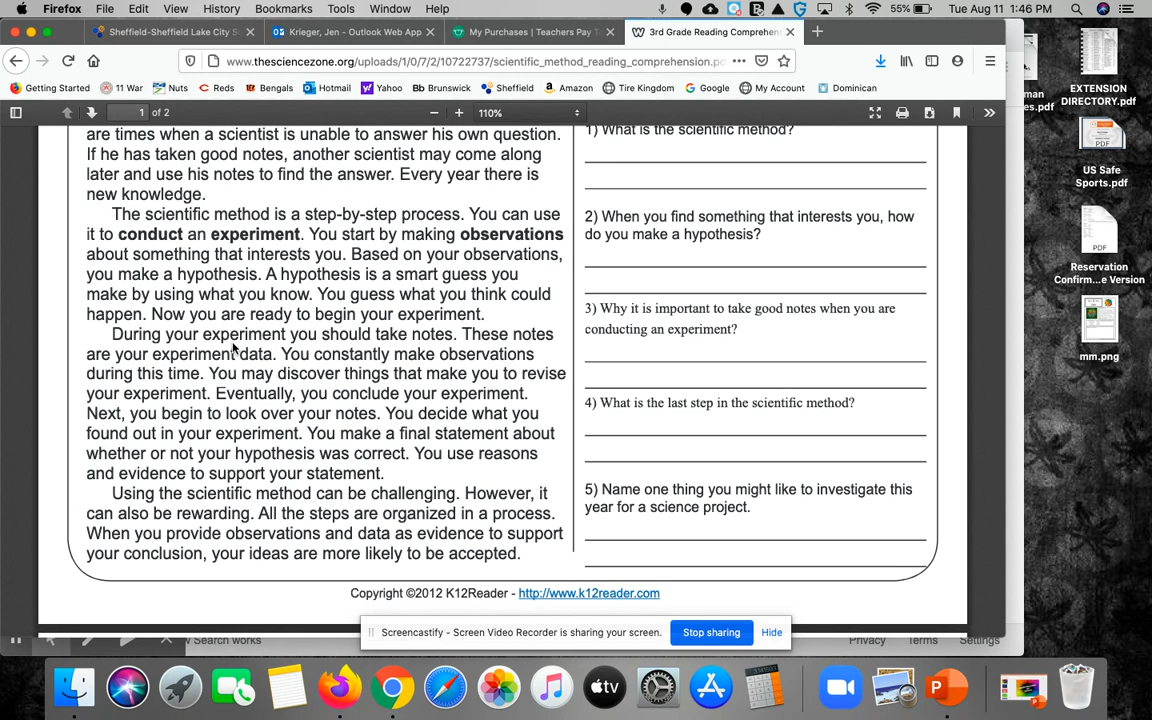 Firefox File Edit View History Bookmarks Tools Window Help 55% Tue Aug 11 1:46 PM
Sheffield-Sheffield Lake City S Krieger, Jen - Outlook Web App My Purchases | Teachers Pay T 3rd Grade Reading Comprehen
www.thesciencezone.org/uploads/1/0/7/2/10722737/scientific_method_reading_comprehension.p
Getting Started 11 War Nuts Reds Bengals Hotmail Yahoo Bb Brunswick Sheffield Amazon Tire Kingdom Google My Account Dominican
1 of 2 110%
are times when a scientist is unable to answer his own question.
If he has taken good notes, another scientist may come along
later and use his notes to find the answer. Every year there is
new knowledge.
The scientific method is a step-by-step process. You can use
it to conduct an experiment. You start by making observations
about something that interests you. Based on your observations,
you make a hypothesis. A hypothesis is a smart guess you
make by using what you know. You guess what you think could
happen. Now you are ready to begin your experiment.
During your experiment you should take notes. These notes
are your experiment data. You constantly make observations
during this time. You may discover things that make you to revise
your experiment. Eventually, you conclude your experiment.
Next, you begin to look over your notes. You decide what you
found out in your experiment. You make a final statement about
whether or not your hypothesis was correct. You use reasons
and evidence to support your statement.
Using the scientific method can be challenging. However, it
can also be rewarding. All the steps are organized in a process.
When you provide observations and data as evidence to support
your conclusion, your ideas are more likely to be accepted.
1) What is the scientific method?
2) When you find something that interests you, how
do you make a hypothesis?
3) Why it is important to take good notes when you are
conducting an experiment?
4) What is the last step in the scientific method?
5) Name one thing you might like to investigate this
year for a science project.
Copyright ©2012 K12Reader - http://www.k12reader.com
Screencastify - Screen Video Recorder is sharing your screen. Stop sharing Hide
Search works Privacy Terms Settings
man
es.pdf
EXTENSION
DIRECTORY.pdf
US Safe
Sports.pdf
PDF
Reservation
Confirm...e Version
mm.png
tv